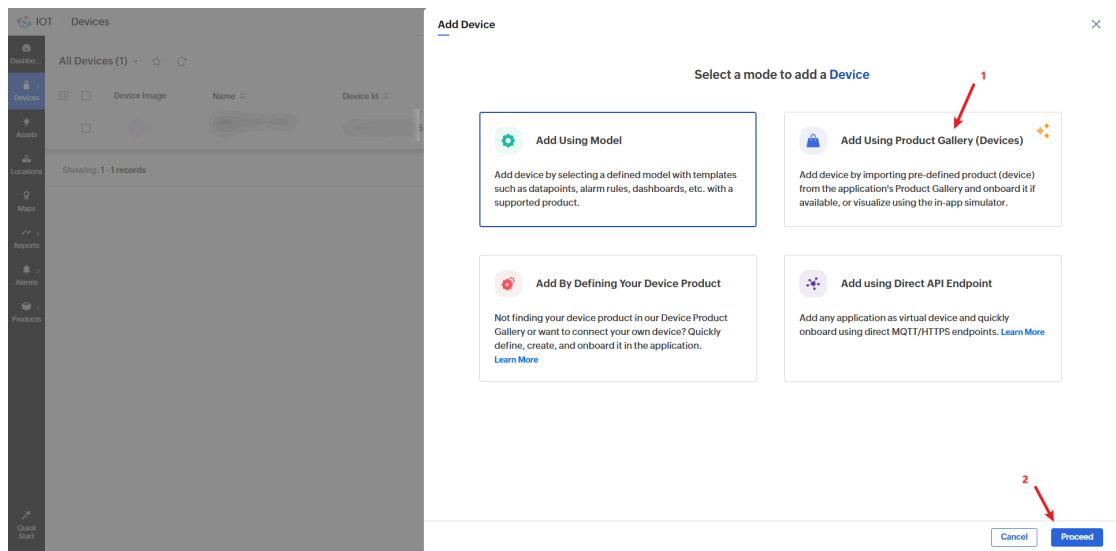 IOT
Devices
Dashbo...
Devices
Assets
Locations
Maps
Reports
Alarms
Products
Quick
Start
All Devices (1)
Device Image
Name
Device Id
Showing: 1 - 1 records
Add Device
Select a mode to add a Device
1
Add Using Model
Add device by selecting a defined model with templates
such as datapoints, alarm rules, dashboards, etc. with a
supported product.
Add Using Product Gallery (Devices)
Add device by importing pre-defined product (device)
from the application's Product Gallery and onboard it if
available, or visualize using the in-app simulator.
Add By Defining Your Device Product
Not finding your device product in our Device Product
Gallery or want to connect your own device? Quickly
define, create, and onboard it in the application.
Learn More
Add using Direct API Endpoint
Add any application as virtual device and quickly
onboard using direct MQTT/HTTPS endpoints. Learn More
2
Cancel
Proceed